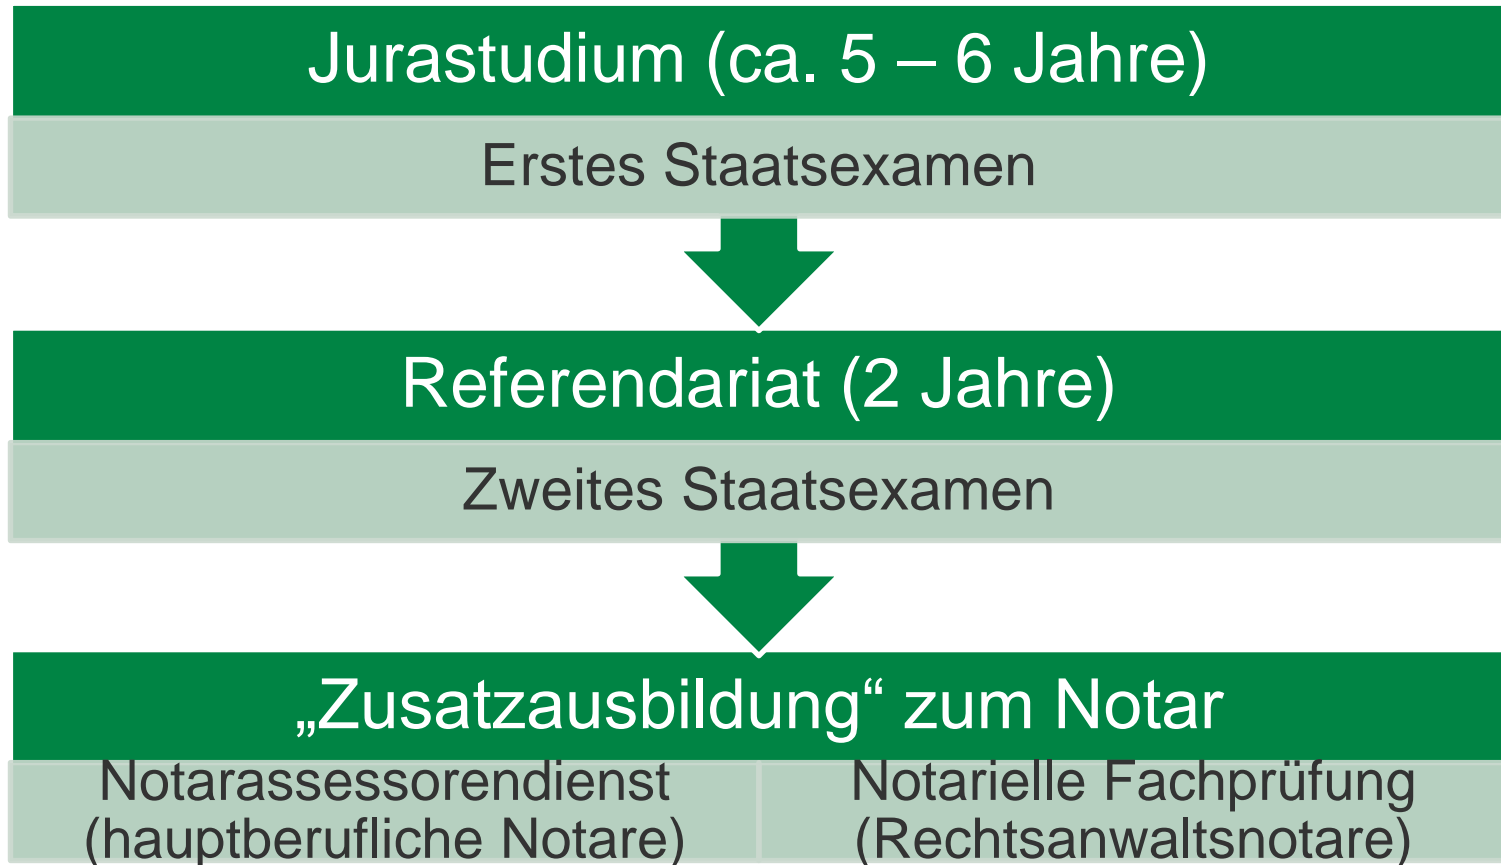 Jurastudium (ca. 5 – 6 Jahre)
Erstes Staatsexamen
Referendariat (2 Jahre)
Zweites Staatsexamen
„Zusatzausbildung“ zum Notar
Notarassessorendienst
(hauptberufliche Notare)
Notarielle Fachprüfung
(Rechtsanwaltsnotare)